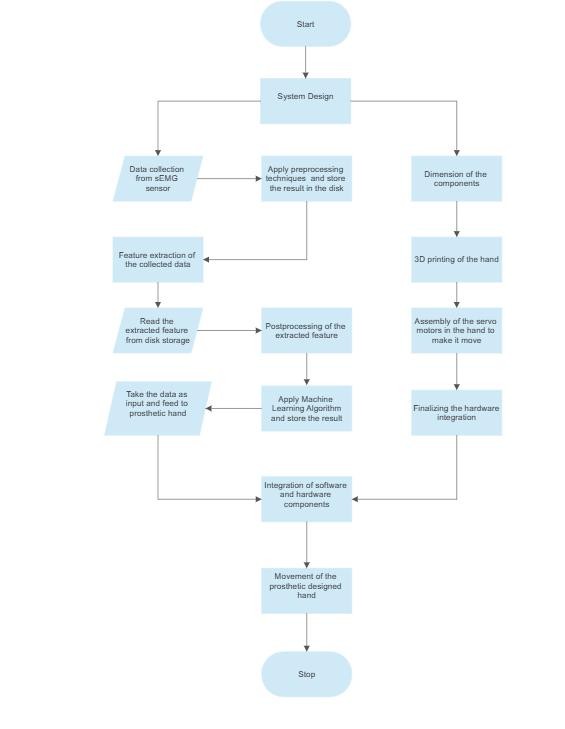 Start
System Design
Data collection
from sEMG
sensor
Apply preprocessing
techniques  and store
the result in the disk
Dimension of the
components
Feature extraction of
the collected data
3D printing of the hand
Read the
extracted feature
from disk storage
Postprocessing of the
extracted feature
Assembly of the servo
motors in the hand to
make it move
Take the data as
input and feed to
prosthetic hand
Apply Machine
Learning Algorithm
and store the result
Finalizing the hardware
integration
Integration of software
and hardware
components
Movement of the
prosthetic designed
hand
Stop